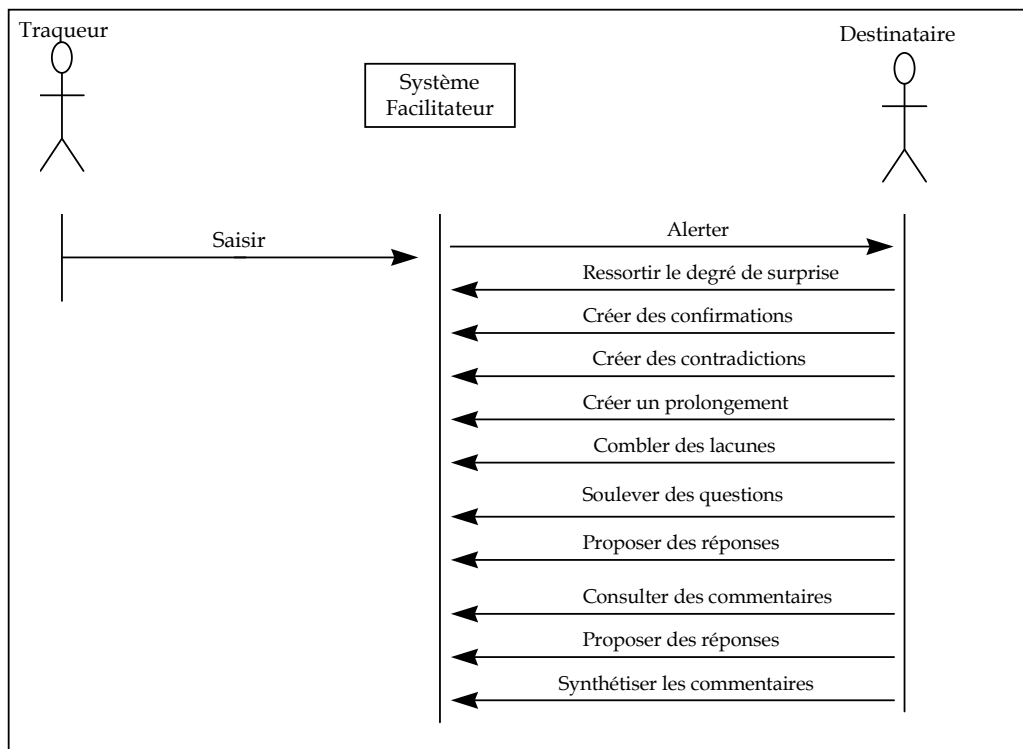 Traqueur
Destinataire
Système
Facilitateur
Saisir
Alerter
Ressortir le degré de surprise
Créer des confirmations
Créer des contradictions
Créer un prolongement
Combler des lacunes
Soulever des questions
Proposer des réponses
Consulter des commentaires
Proposer des réponses
Synthétiser les commentaires